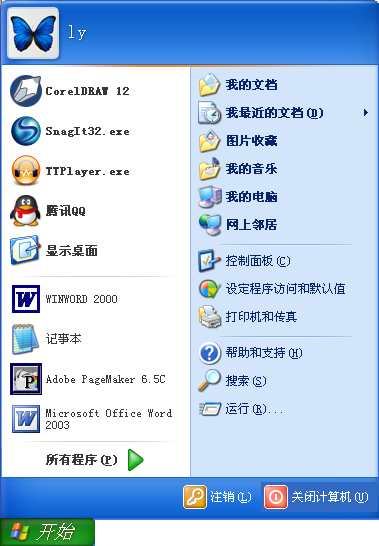 ly
CorelDRAW 12
SnagIt32.exe
TTPlayer.exe
腾讯QQ
显示桌面
WINWORD 2000
记事本
Adobe PageMaker 6.5C
Microsoft Office Word
2003
所有程序(P)
我的文档
我最近的文档(D)
图片收藏
我的音乐
我的电脑
网上邻居
控制面板(C)
设定程序访问和默认值
打印机和传真
帮助和支持(H)
搜索(S)
运行(R)...
注销(L)
关闭计算机(U)
开始